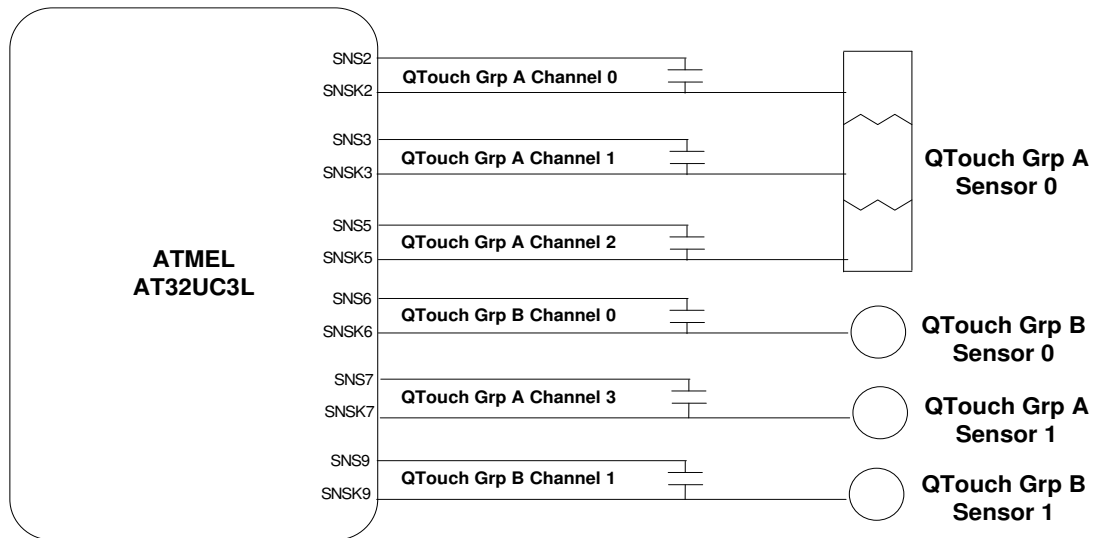 SNS2
QTouch Grp A Channel 0
SNSK2
SNS3
QTouch Grp A Channel 1
SNSK3
QTouch Grp A
Sensor 0
SNS5
QTouch Grp A Channel 2
SNSK5
ATMEL
AT32UC3L
SNS6
QTouch Grp B Channel 0
SNSK6
QTouch Grp B
Sensor 0
SNS7
QTouch Grp A Channel 3
SNSK7
QTouch Grp A
Sensor 1
SNS9
QTouch Grp B Channel 1
SNSK9
QTouch Grp B
Sensor 1